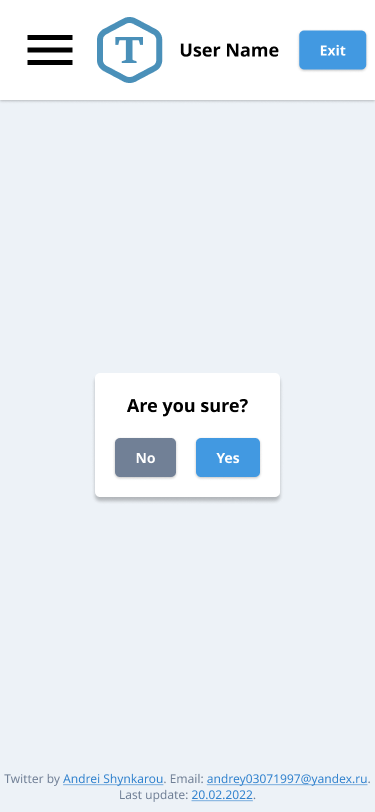 T
User Name
Exit
Are you sure?
No
Yes
Twitter by Andrei Shynkarou. Email: andrey03071997@yandex.ru.
Last update: 20.02.2022.